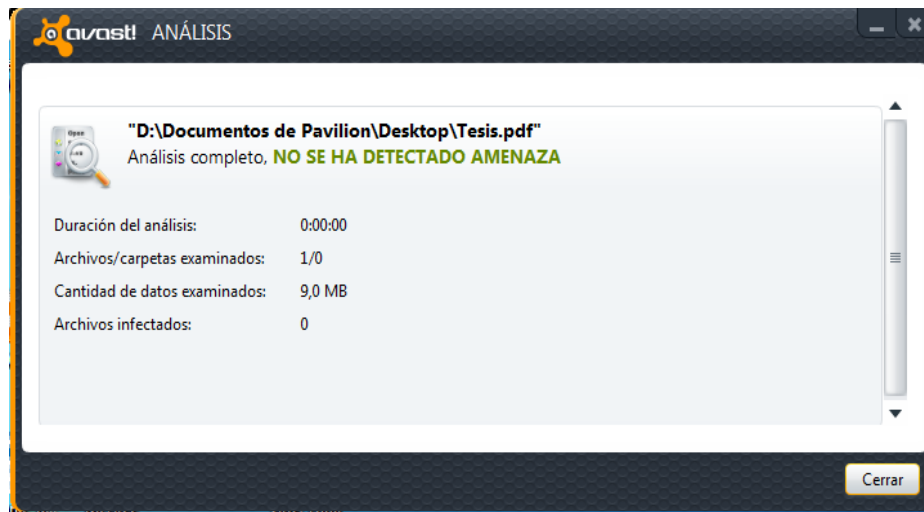 avast! ANÁLISIS
"D:\Documentos de Pavilion\Desktop\Tesis.pdf"
Análisis completo, NO SE HA DETECTADO AMENAZA
Duración del análisis: 0:00:00
Archivos/carpetas examinados: 1/0
Cantidad de datos examinados: 9,0 MB
Archivos infectados: 0
Cerrar